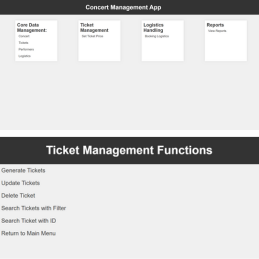 Concert Management App
Core Data Management:
Concert
Tickets
Performers
Logistics
Ticket Management
Set Ticket Price
Logistics Handling
Booking Logistics
Reports
View Reports
Ticket Management Functions
Generate Tickets
Update Tickets
Delete Ticket
Search Tickets with Filter
Search Ticket with ID
Return to Main Menu